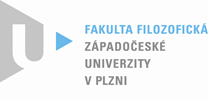 FAKULTA FILOZOFICKÁ
ZÁPADOČESKÉ
UNIVERZITY
V PLZNI